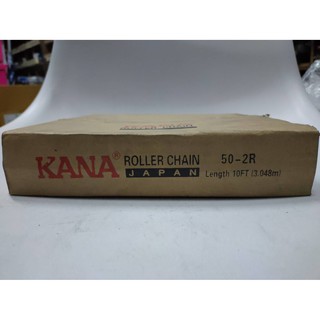 KANA® ROLLER CHAIN 50-2R
JAPAN Length 10FT (3.048m)